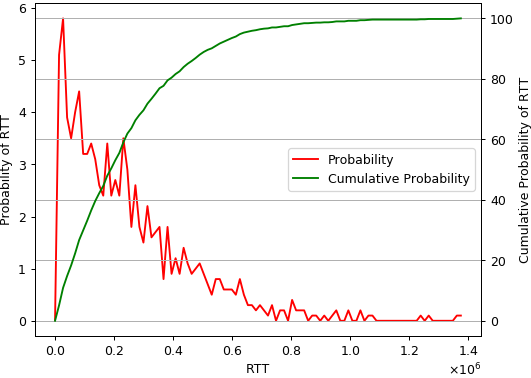 Probability of RTT
6
5
4
3
2
1
0
Probability
Cumulative Probability
100
80
60
40
20
0
Cumulative Probability of RTT
0.0 0.2 0.4 0.6 0.8 1.0 1.2 1.4
×10⁶
RTT